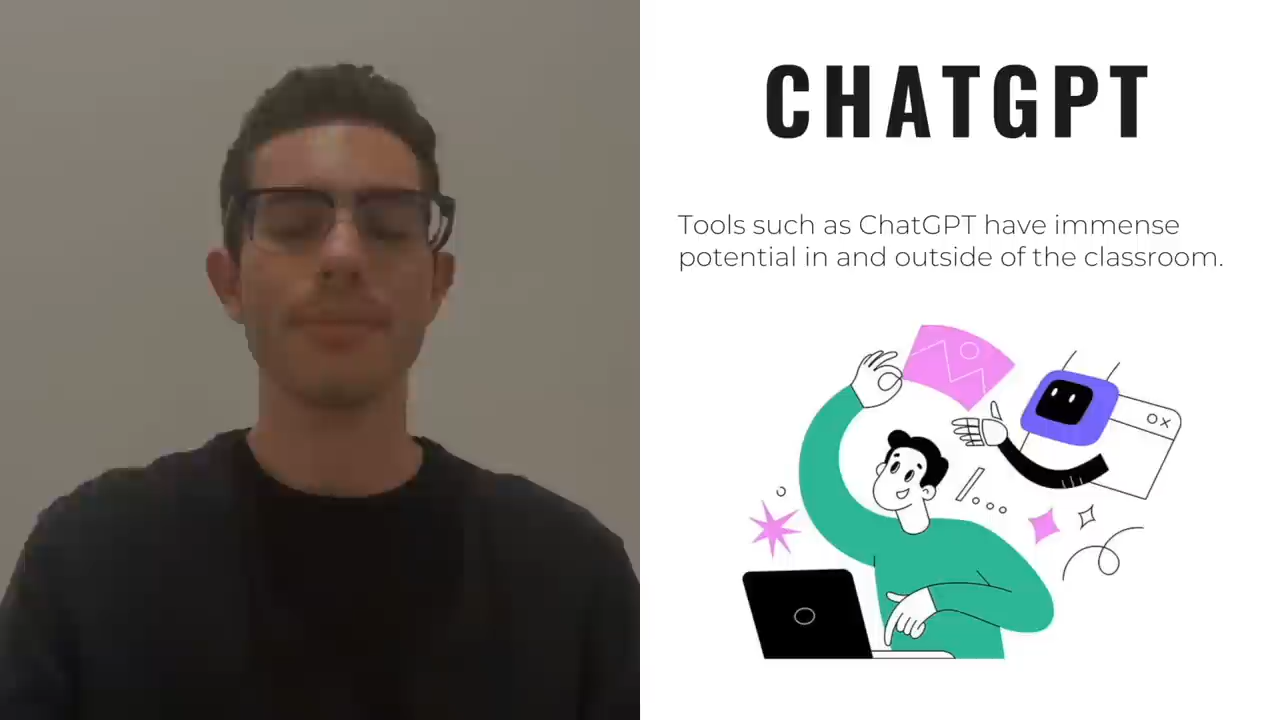 CHATGPT
Tools such as ChatGPT have immense
potential in and outside of the classroom.